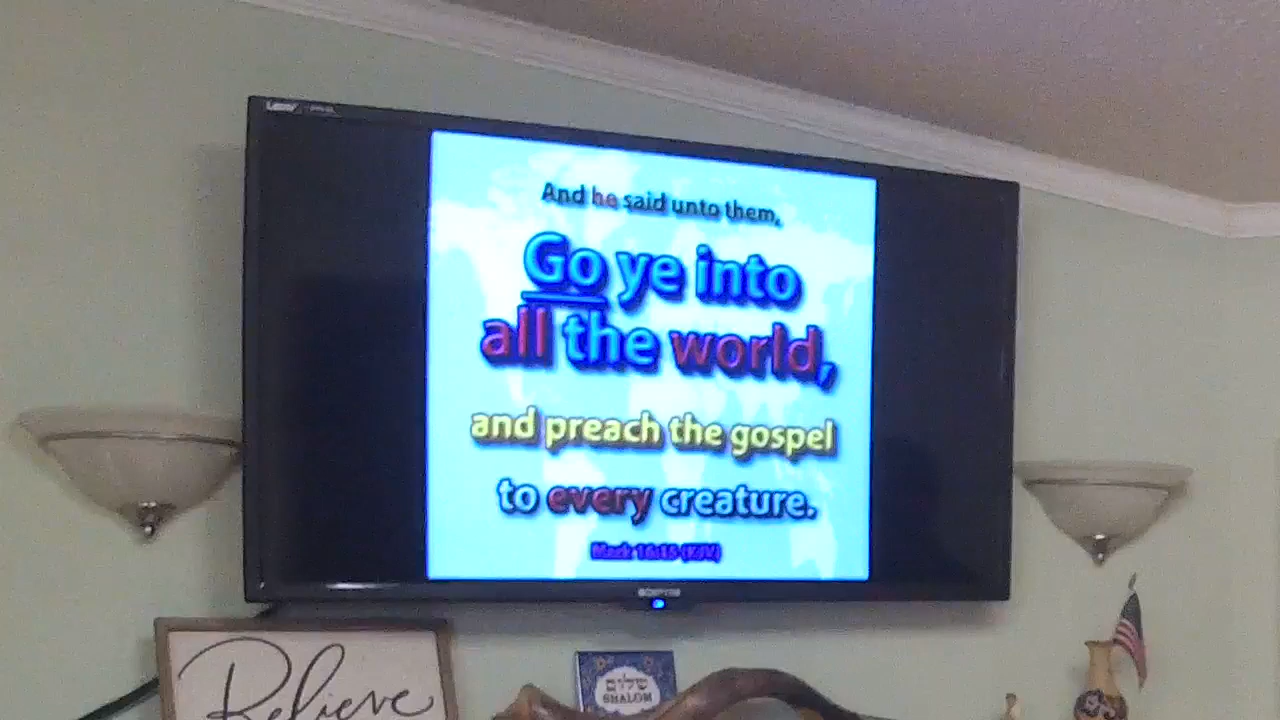 And he said unto them,
Go ye into
all the world,
and preach the gospel
to every creature.
Mark 16:15 (KJV)
Believe
שלום
SHALOM